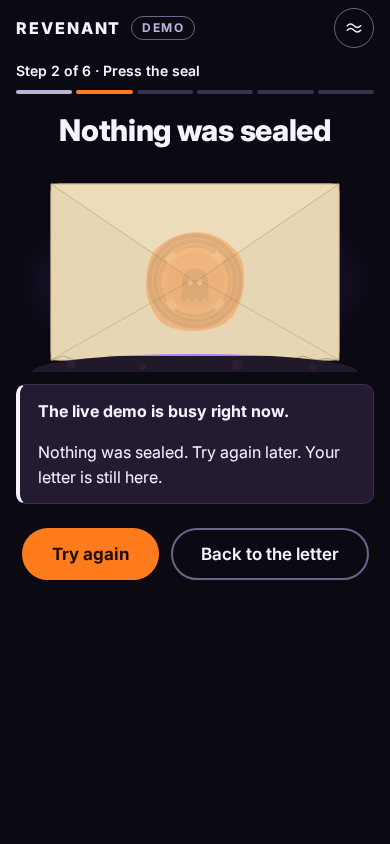 REVENANT DEMO
Step 2 of 6 · Press the seal
Nothing was sealed
The live demo is busy right now.
Nothing was sealed. Try again later. Your
letter is still here.
Try again Back to the letter